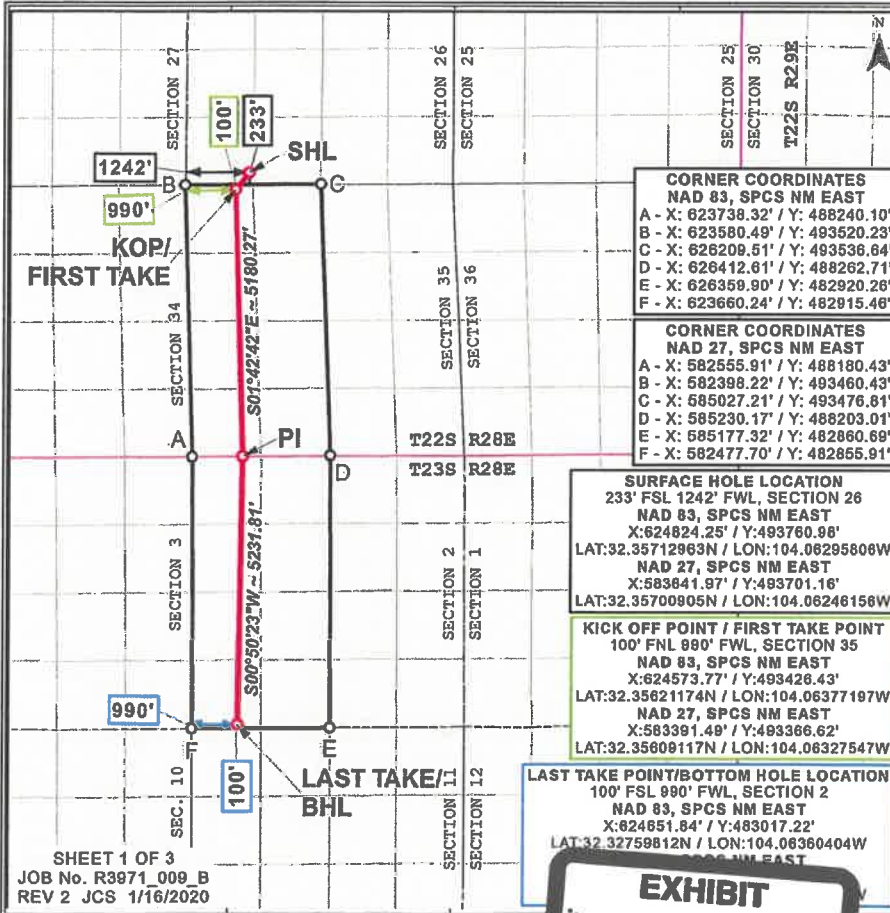 SECTION 27
SECTION 26
SECTION 25
SECTION 25
SECTION 30
T22S R29E
N
100'
233'
SHL
1242'
B
C
990'
KOP/
FIRST TAKE
S01°42'42"E ~ 5180.27'
SECTION 34
SECTION 35
SECTION 36
CORNER COORDINATES
NAD 83, SPCS NM EAST
A - X: 623738.32' / Y: 488240.10'
B - X: 623580.49' / Y: 493520.23'
C - X: 626209.51' / Y: 493536.64'
D - X: 626412.61' / Y: 488262.71'
E - X: 626359.90' / Y: 482920.26'
F - X: 623660.24' / Y: 482915.46'
CORNER COORDINATES
NAD 27, SPCS NM EAST
A - X: 582555.91' / Y: 488180.43'
B - X: 582398.22' / Y: 493460.43'
C - X: 585027.21' / Y: 493476.81'
D - X: 585230.17' / Y: 488203.01'
E - X: 585177.32' / Y: 482860.69'
F - X: 582477.70' / Y: 482855.91'
A
PI
D
T22S R28E
T23S R28E
SURFACE HOLE LOCATION
233' FSL 1242' FWL, SECTION 26
NAD 83, SPCS NM EAST
X:624824.25' / Y:493760.98'
LAT:32.35712963N / LON:104.06295806W
NAD 27, SPCS NM EAST
X:583641.97' / Y:493701.16'
LAT:32.35700905N / LON:104.06246156W
SECTION 3
S00°50'23"W ~ 5231.81'
SECTION 2
SECTION 1
KICK OFF POINT / FIRST TAKE POINT
100' FNL 990' FWL, SECTION 35
NAD 83, SPCS NM EAST
X:624573.77' / Y:493426.43'
LAT:32.35621174N / LON:104.06377197W
NAD 27, SPCS NM EAST
X:583391.49' / Y:493366.62'
LAT:32.35609117N / LON:104.06327547W
990'
F
E
SEC. 10
100'
LAST TAKE/
BHL
SECTION 11
SECTION 12
LAST TAKE POINT/BOTTOM HOLE LOCATION
100' FSL 990' FWL, SECTION 2
NAD 83, SPCS NM EAST
X:624651.84' / Y:483017.22'
LAT:32.32759812N / LON:104.06360404W
NM EAST
SHEET 1 OF 3
JOB No. R3971_009_B
REV 2 JCS 1/16/2020
EXHIBIT